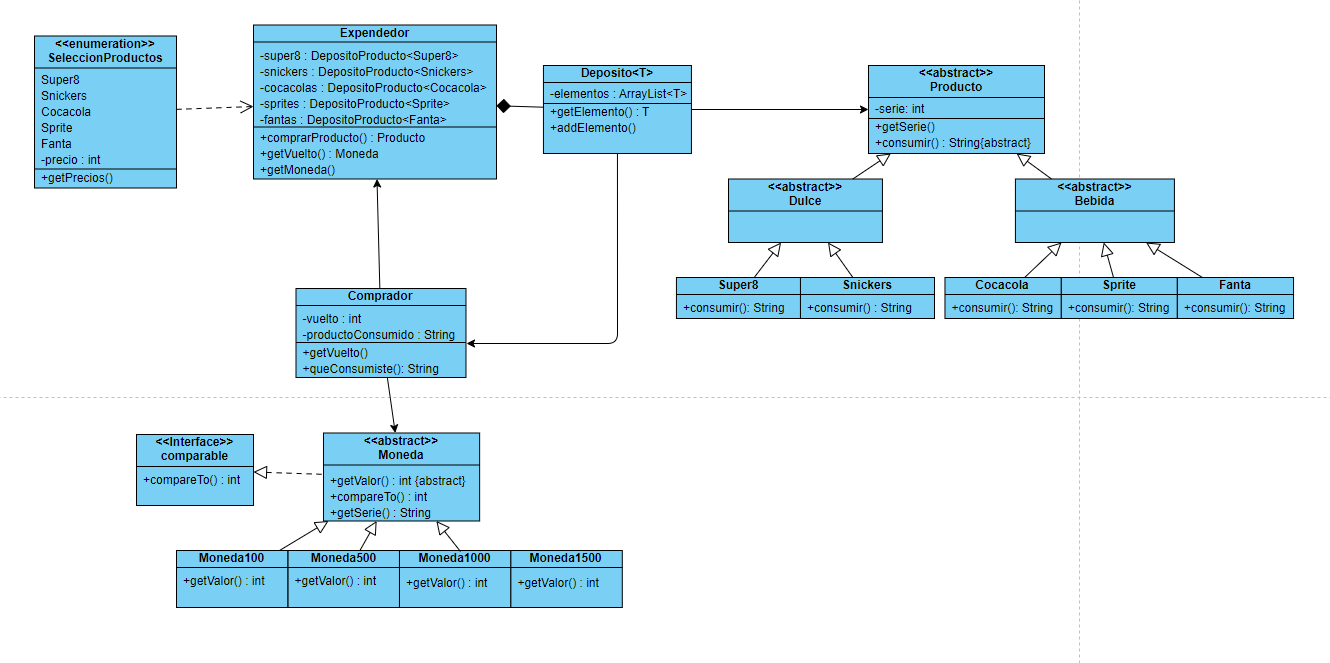 <<enumeration>>
SeleccionProductos
Super8
Snickers
Cocacola
Sprite
Fanta
-precio : int
+getPrecios()
Expendedor
-super8 : DepositoProducto<Super8>
-snickers : DepositoProducto<Snickers>
-cocacolas : DepositoProducto<Cocacola>
-sprites : DepositoProducto<Sprite>
-fantas : DepositoProducto<Fanta>
+comprarProducto() : Producto
+getVuelto() : Moneda
+getMoneda()
Deposito<T>
-elementos : ArrayList<T>
+getElemento() : T
+addElemento()
<<abstract>>
Producto
-serie: int
+getSerie()
+consumir() : String{abstract}
<<abstract>>
Dulce
<<abstract>>
Bebida
Super8
+consumir(): String
Snickers
+consumir() : String
Cocacola
+consumir(): String
Sprite
+consumir(): String
Fanta
+consumir(): String
Comprador
-vuelto : int
-productoConsumido : String
+getVuelto()
+queConsumiste(): String
<<Interface>>
comparable
+compareTo() : int
<<abstract>>
Moneda
+getValor() : int {abstract}
+compareTo() : int
+getSerie() : String
Moneda100
+getValor() : int
Moneda500
+getValor() : int
Moneda1000
+getValor() : int
Moneda1500
+getValor() : int